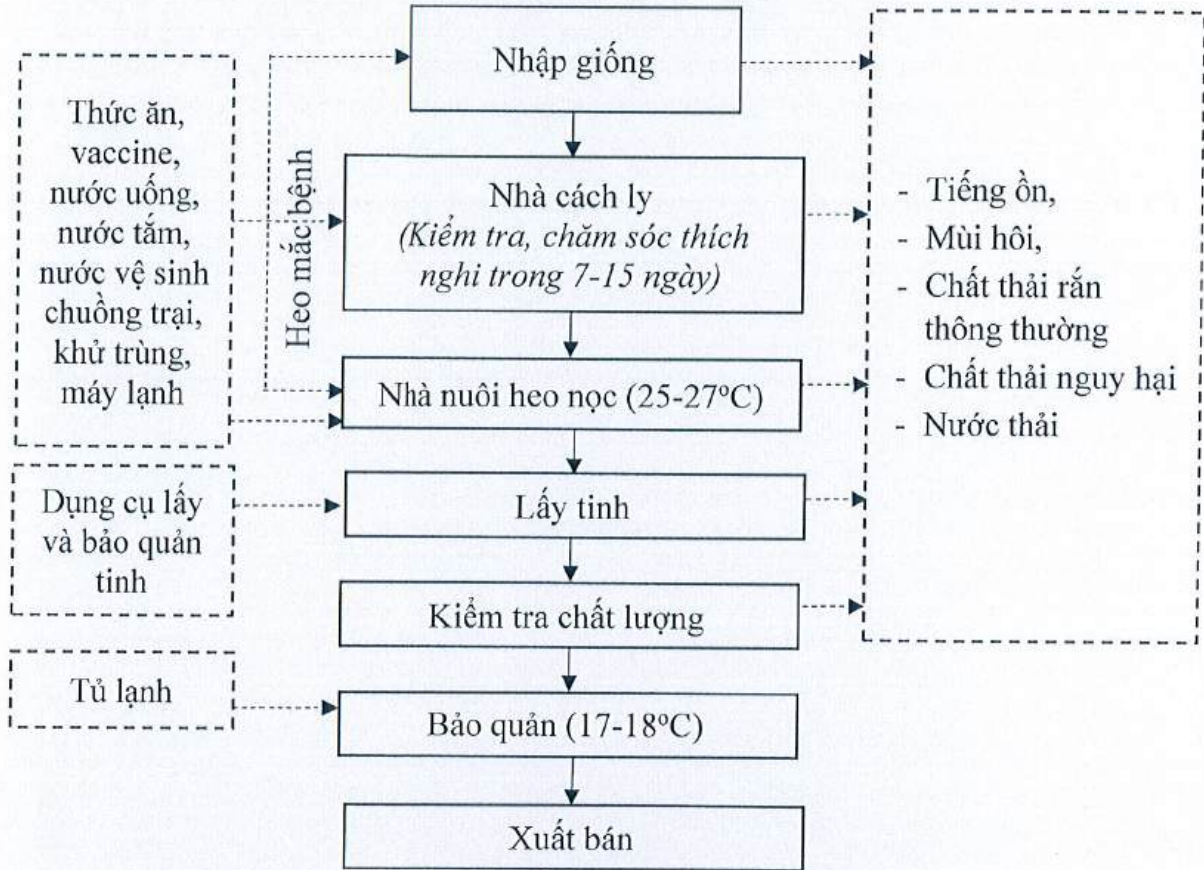 Nhập giống
Thức ăn,
vaccine,
nước uống,
nước tắm,
nước vệ sinh
chuồng trại,
khử trùng,
máy lạnh
Heo mắc bệnh
Nhà cách ly
(Kiểm tra, chăm sóc thích
nghi trong 7-15 ngày)
Nhà nuôi heo nọc (25-27°C)
Dụng cụ lấy
và bảo quản
tinh
Lấy tinh
Kiểm tra chất lượng
Tủ lạnh
Bảo quản (17-18°C)
Xuất bán
- Tiếng ồn,
- Mùi hôi,
- Chất thải rắn
thông thường
- Chất thải nguy hại
- Nước thải